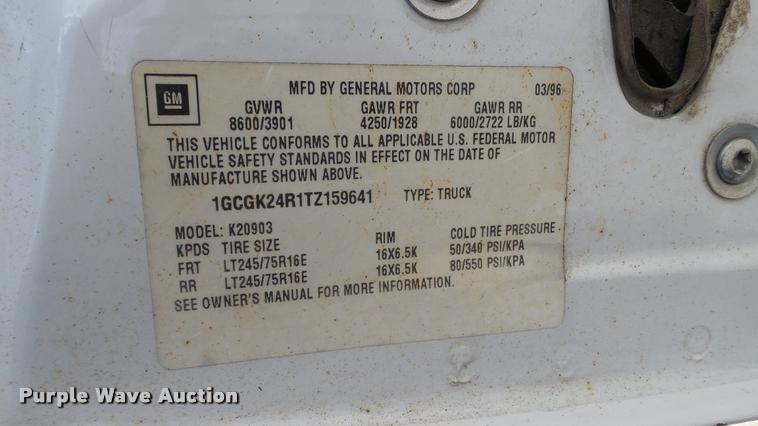 GM
MFD BY GENERAL MOTORS CORP 03/96
GVWR GAWR FRT GAWR RR
8600/3901 4250/1928 6000/2722 LB/KG
THIS VEHICLE CONFORMS TO ALL APPLICABLE U.S. FEDERAL MOTOR
VEHICLE SAFETY STANDARDS IN EFFECT ON THE DATE OF
MANUFACTURE SHOWN ABOVE.
1GCGK24R1TZ159641 TYPE: TRUCK
MODEL: K20903
KPDS TIRE SIZE RIM COLD TIRE PRESSURE
FRT LT245/75R16E 16X6.5K 50/340 PSI/KPA
RR LT245/75R16E 16X6.5K 80/550 PSI/KPA
SEE OWNER'S MANUAL FOR MORE INFORMATION.
Purple Wave Auction